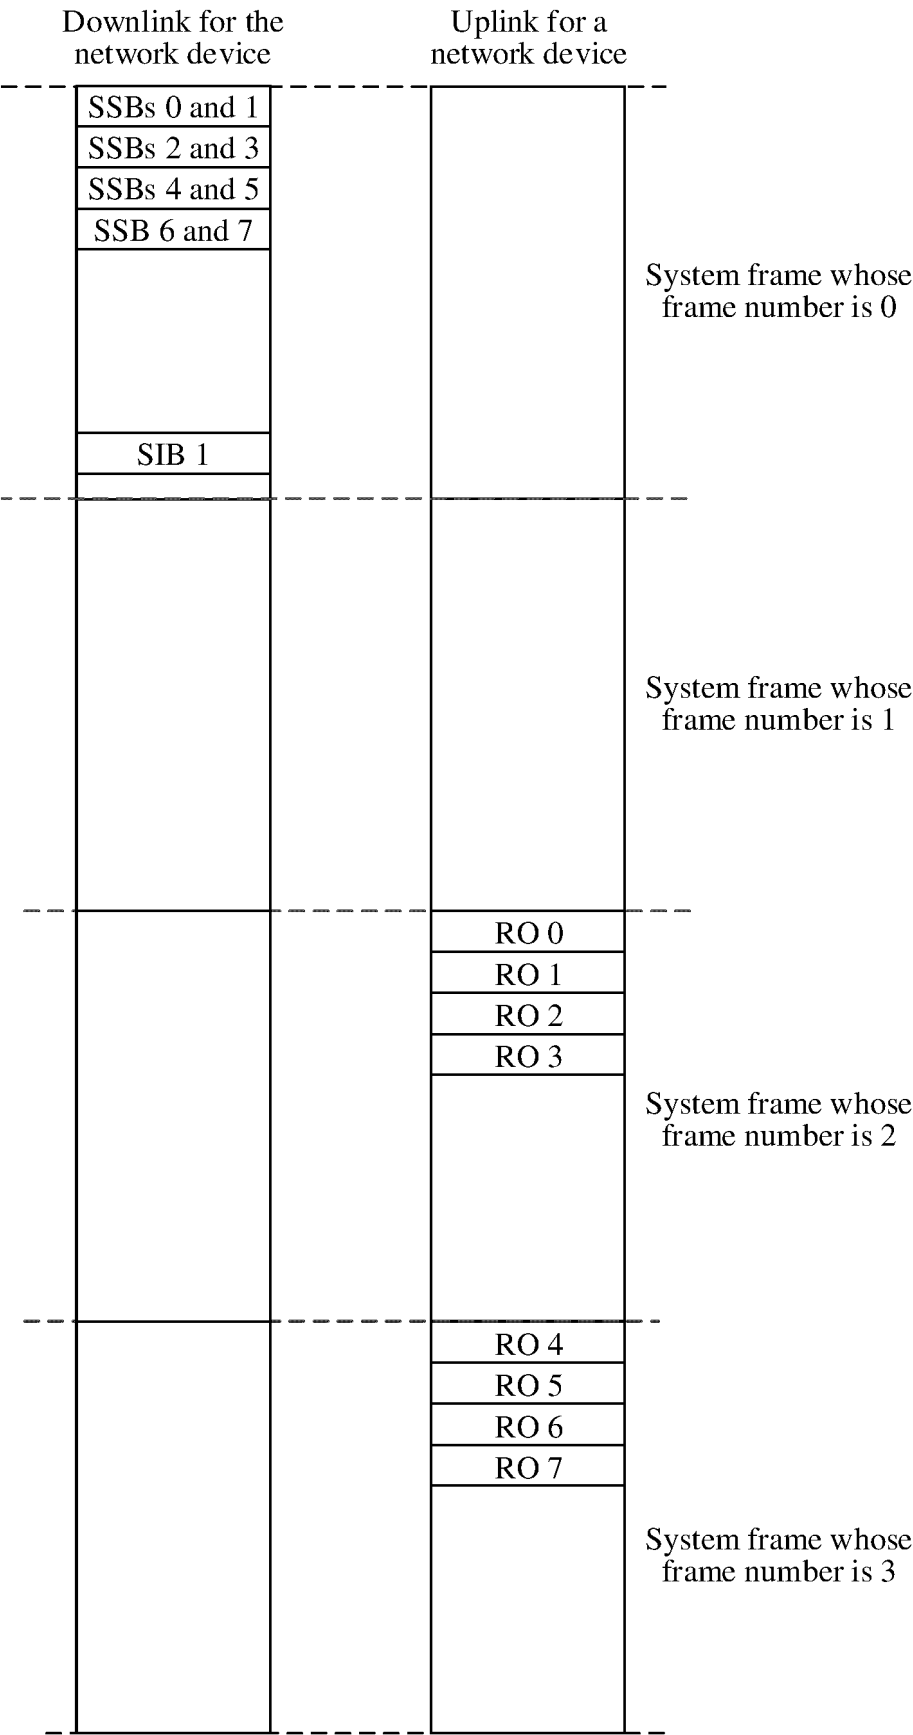 Downlink for the
network device
Uplink for a
network device
SSBs 0 and 1
SSBs 2 and 3
SSBs 4 and 5
SSB 6 and 7
System frame whose
frame number is 0
SIB 1
System frame whose
frame number is 1
RO 0
RO 1
RO 2
RO 3
System frame whose
frame number is 2
RO 4
RO 5
RO 6
RO 7
System frame whose
frame number is 3